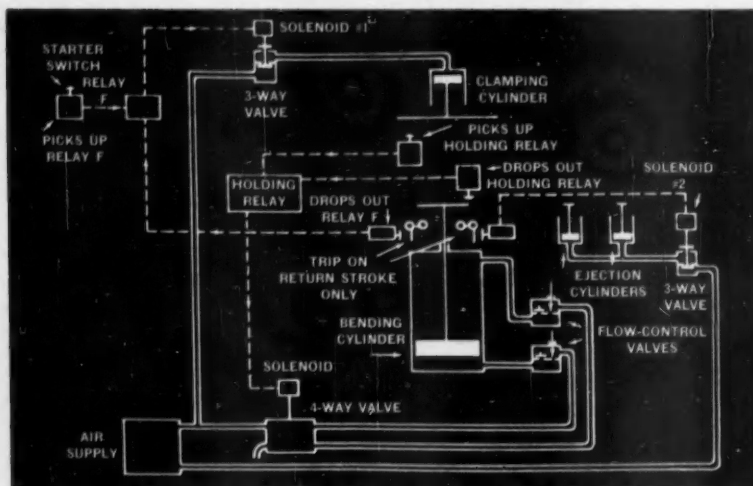 SOLENOID #1
STARTER
SWITCH
RELAY
F
3-WAY
VALVE
CLAMPING
CYLINDER
PICKS UP
RELAY F
PICKS UP
HOLDING RELAY
DROPS OUT
HOLDING RELAY
SOLENOID
#2
HOLDING
RELAY
DROPS OUT
RELAY F
TRIP ON
RETURN STROKE
ONLY
EJECTION
CYLINDERS
3-WAY
VALVE
BENDING
CYLINDER
FLOW-CONTROL
VALVES
SOLENOID
4-WAY VALVE
AIR
SUPPLY